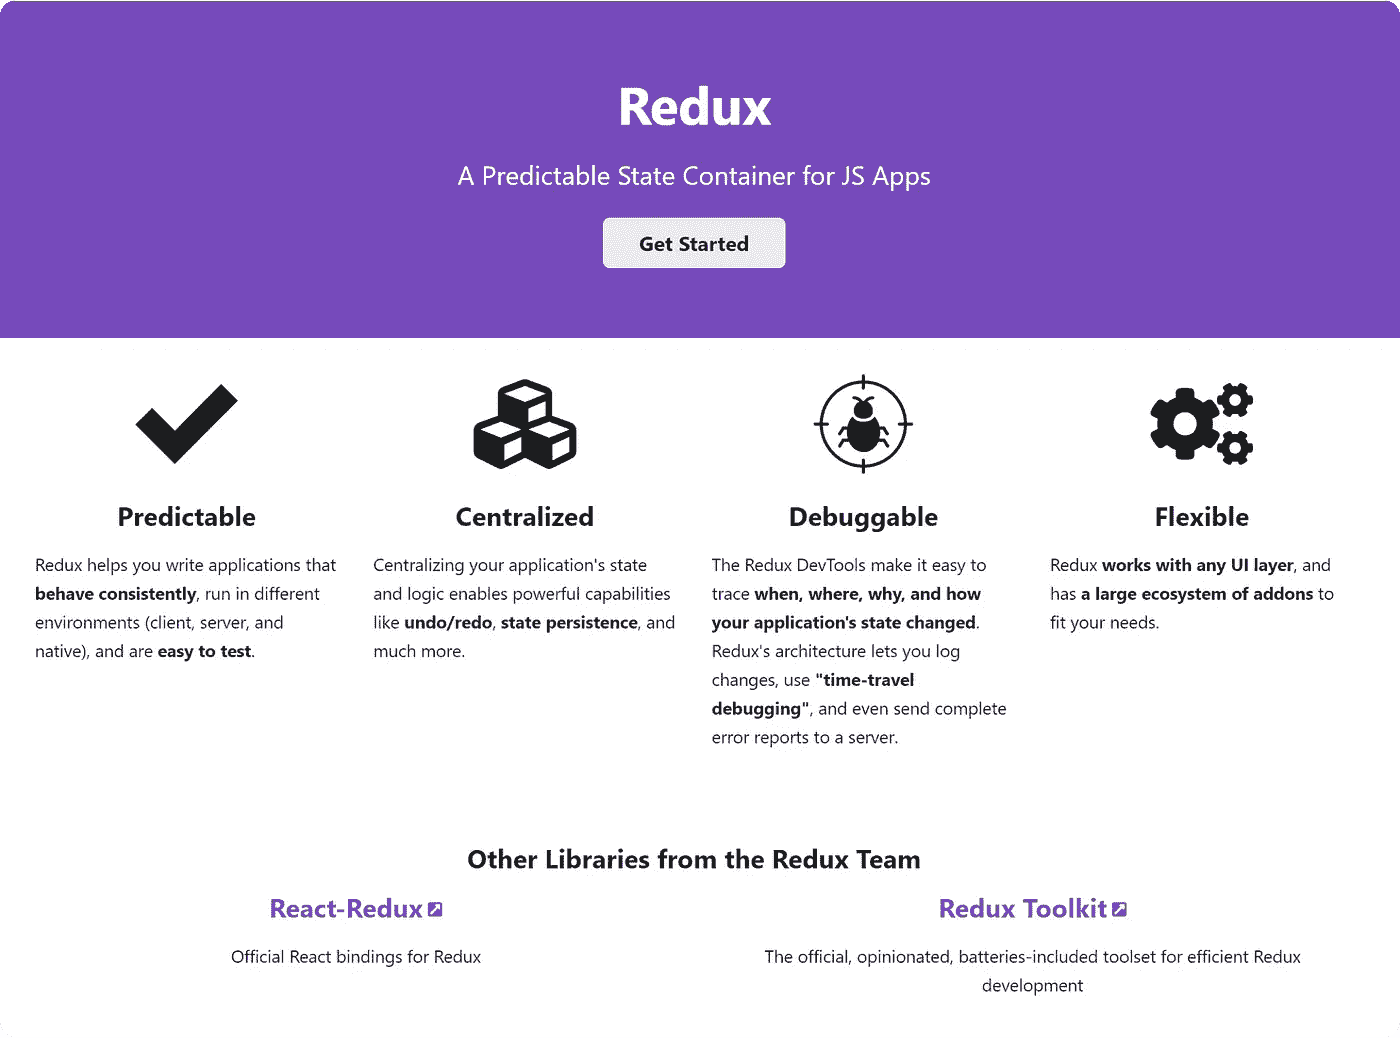 Redux
A Predictable State Container for JS Apps
Get Started
Predictable
Redux helps you write applications that
behave consistently, run in different
environments (client, server, and
native), and are easy to test.
Centralized
Centralizing your application's state
and logic enables powerful capabilities
like undo/redo, state persistence, and
much more.
Debuggable
The Redux DevTools make it easy to
trace when, where, why, and how
your application's state changed.
Redux's architecture lets you log
changes, use "time-travel
debugging", and even send complete
error reports to a server.
Flexible
Redux works with any UI layer, and
has a large ecosystem of addons to
fit your needs.
Other Libraries from the Redux Team
React-Redux
Official React bindings for Redux
Redux Toolkit
The official, opinionated, batteries-included toolset for efficient Redux
development